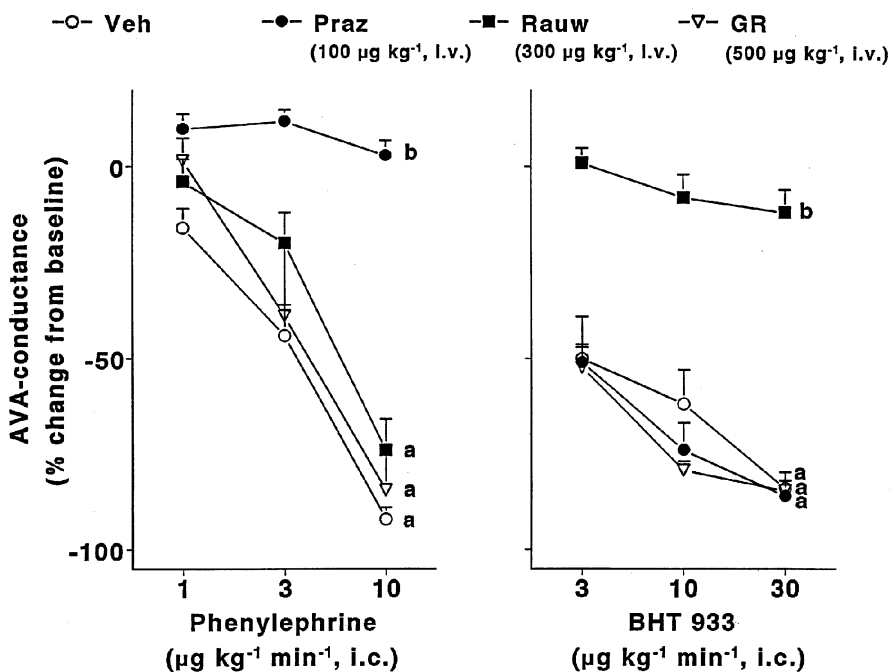 Veh Praz Rauw GR
(100 µg kg⁻¹, i.v.) (300 µg kg⁻¹, i.v.) (500 µg kg⁻¹, i.v.)
AVA-conductance
(% change from baseline)
0
-50
-100
b
a
a
a
1 3 10
Phenylephrine
(µg kg⁻¹ min⁻¹, i.c.)
b
a
a
a
3 10 30
BHT 933
(µg kg⁻¹ min⁻¹, i.c.)